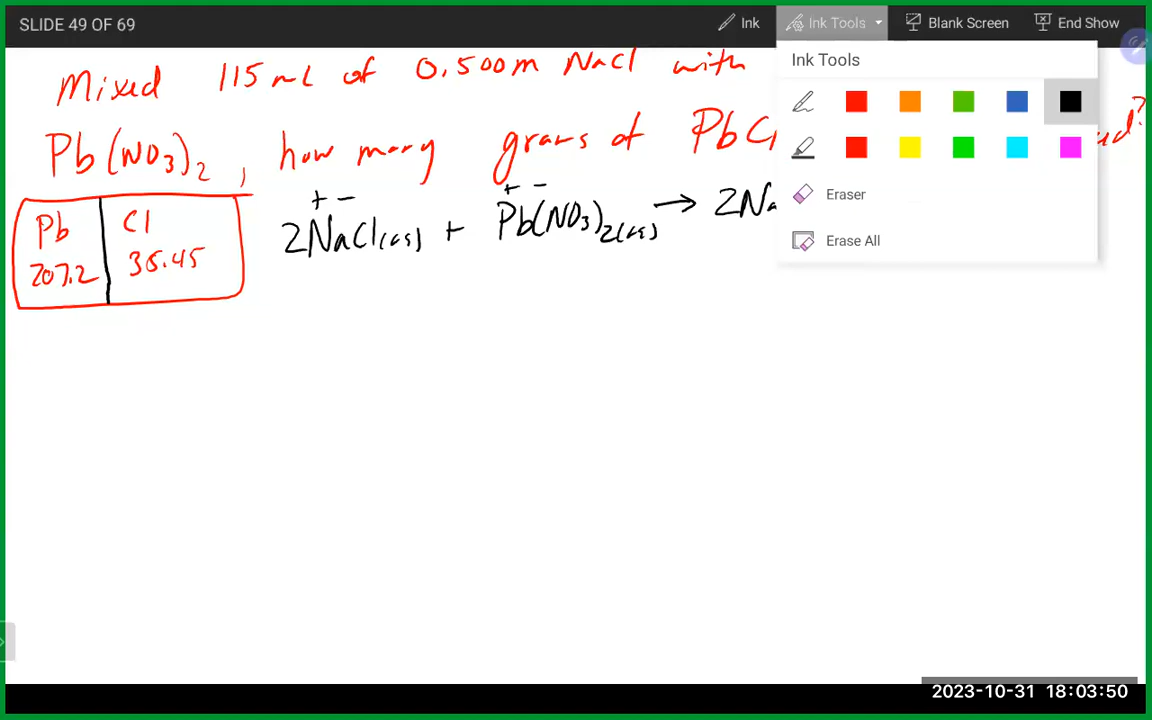 SLIDE 49 OF 69
Ink
Ink Tools
Blank Screen
End Show
Ink Tools
Mixed 115 mL of 0.500m NaCl with
Pb(NO3)2, how many grams of PbC
Eraser
Erase All
+ - + -
2NaCl(aq) + Pb(NO3)2(aq) → 2Na
Pb Cl
207.2 35.45
2023-10-31 18:03:50